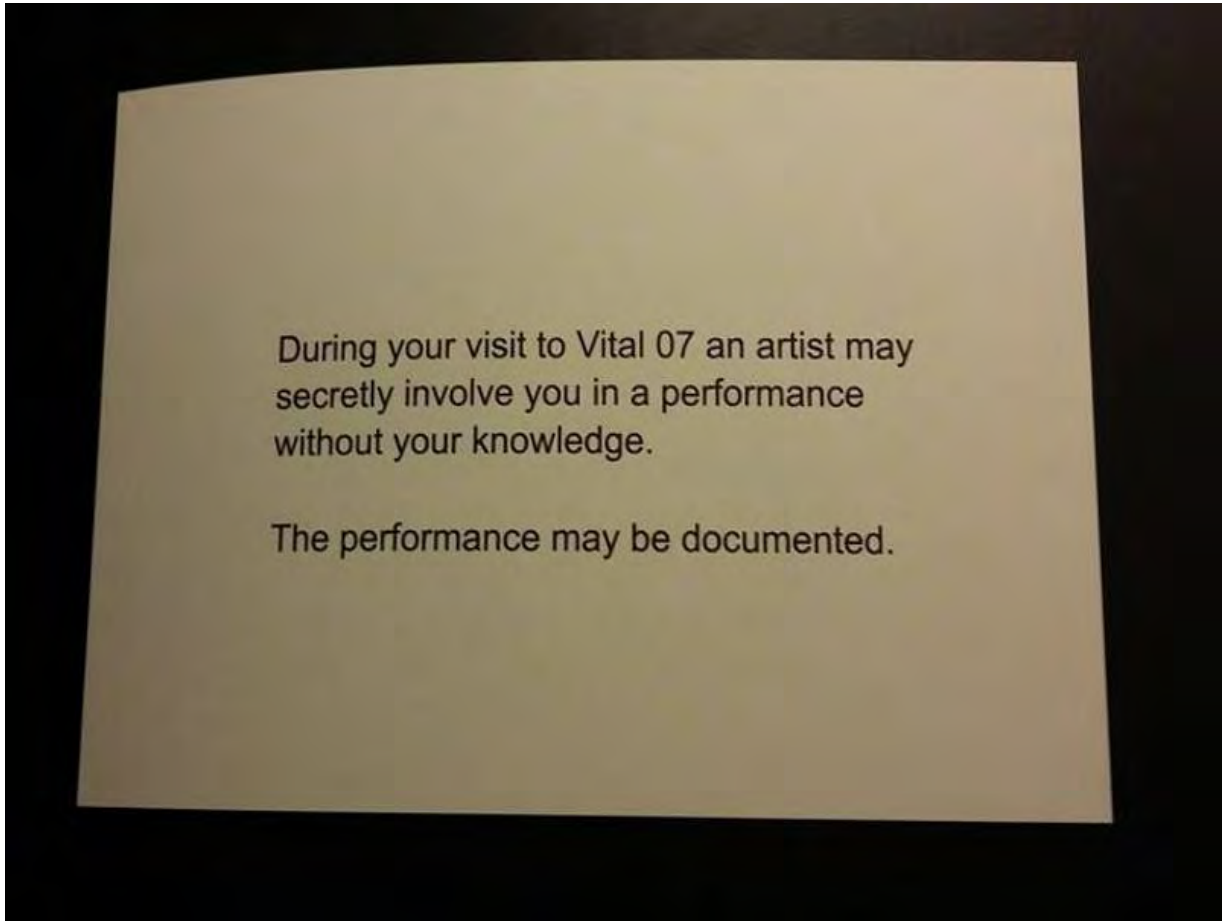 During your visit to Vital 07 an artist may
secretly involve you in a performance
without your knowledge.
The performance may be documented.